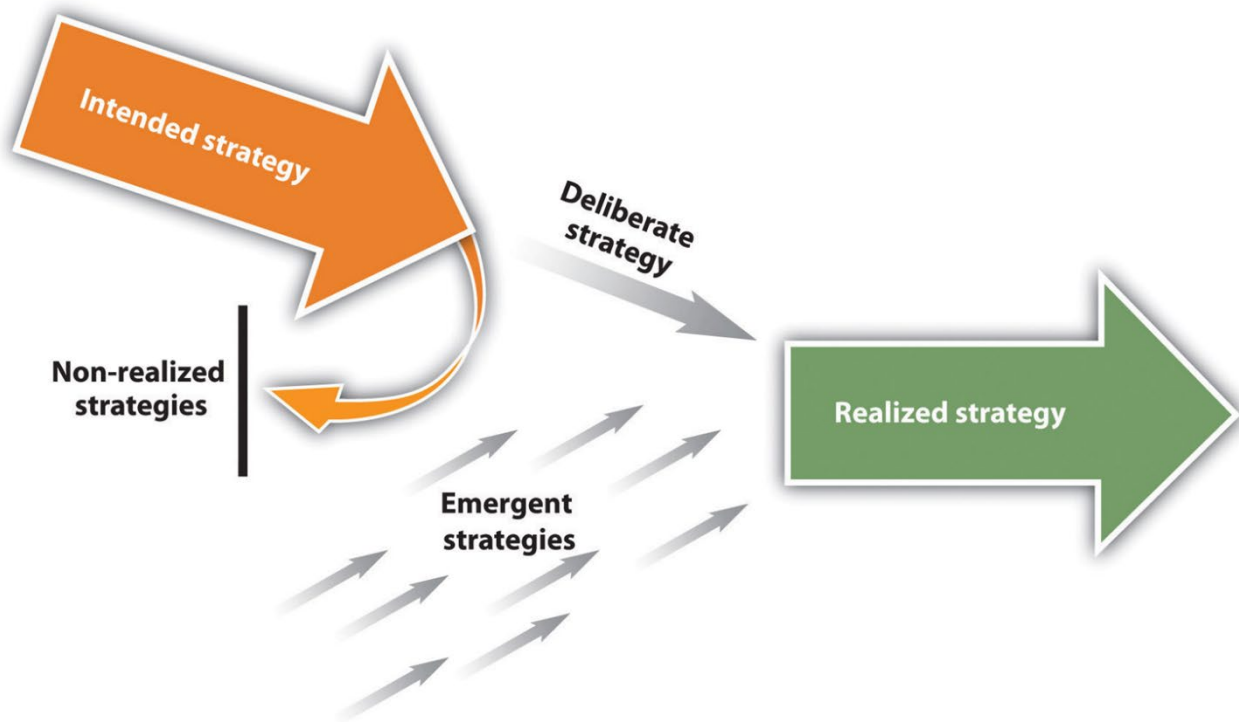 Intended strategy
Deliberate
strategy
Non-realized
strategies
Realized strategy
Emergent
strategies